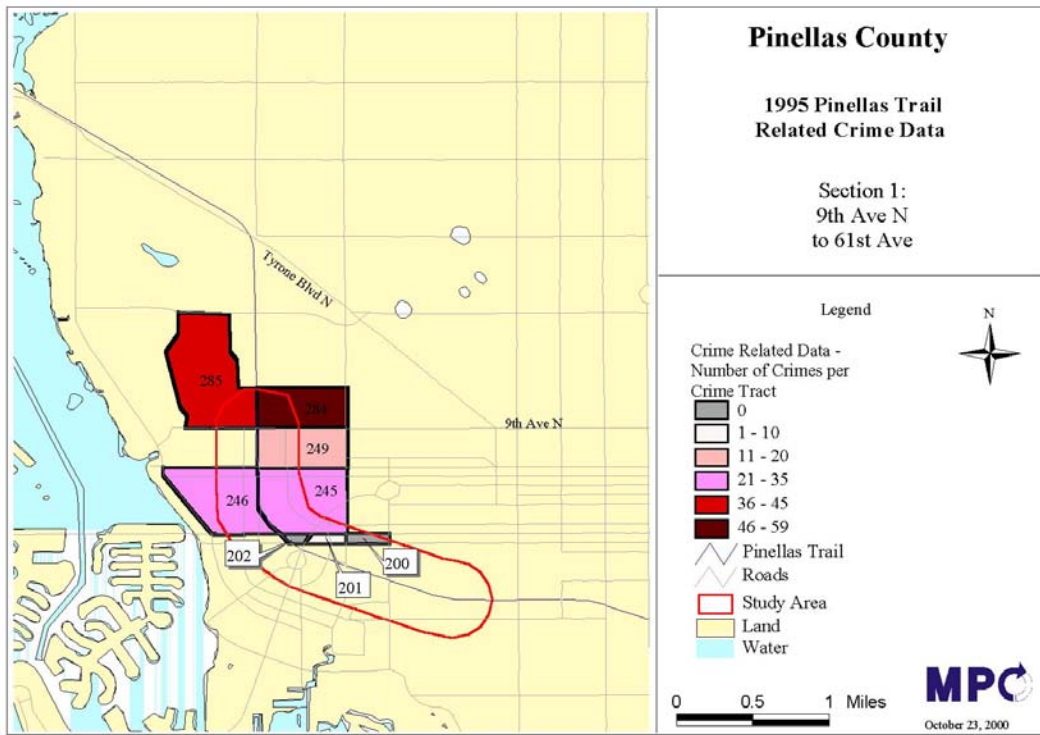 Pinellas County
1995 Pinellas Trail
Related Crime Data
Section 1:
9th Ave N
to 61st Ave
Legend
N
Crime Related Data -
Number of Crimes per
Crime Tract
0
1 - 10
11 - 20
21 - 35
36 - 45
46 - 59
Pinellas Trail
Roads
Study Area
Land
Water
0 0.5 1 Miles
MPO
October 23, 2000
Tyrone Blvd N
285
284
9th Ave N
249
246
245
202
201
200